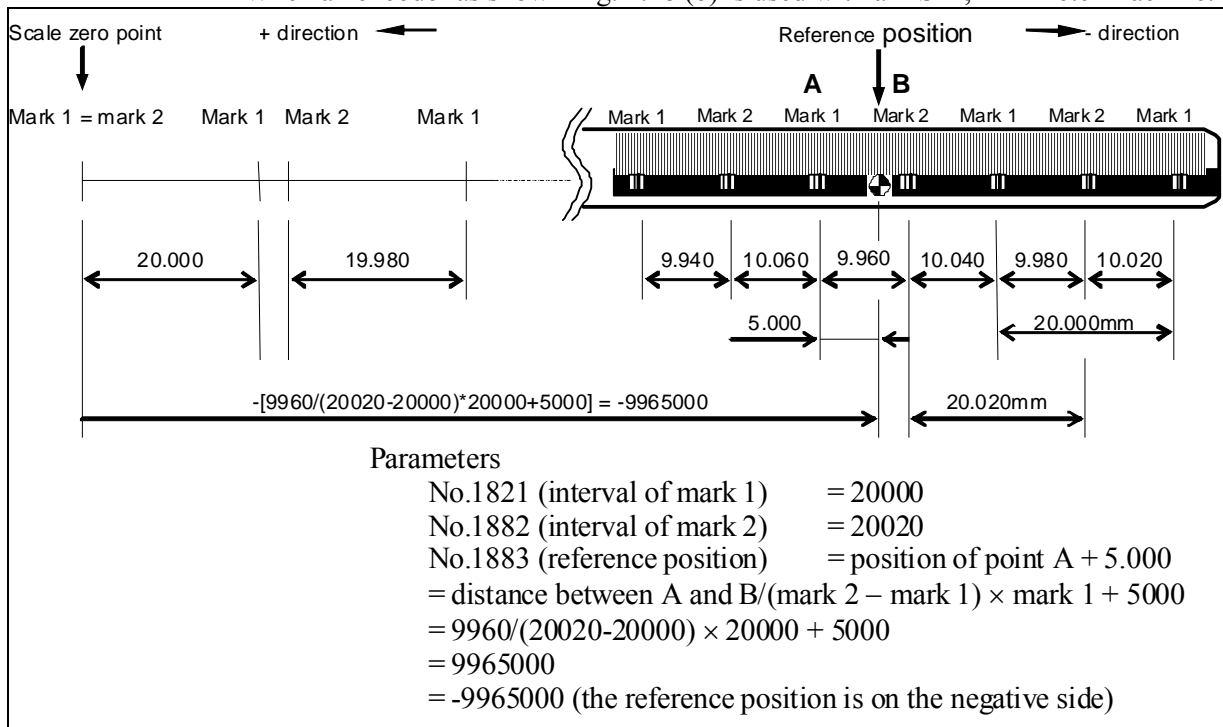 Scale zero point + direction Reference position - direction
A B
Mark 1 = mark 2 Mark 1 Mark 2 Mark 1 Mark 1 Mark 2 Mark 1 Mark 2 Mark 1 Mark 2 Mark 1
20.000 19.980 9.940 10.060 9.960 10.040 9.980 10.020
5.000 20.000mm
-[9960/(20020-20000)*20000+5000] = -9965000 20.020mm
Parameters
No.1821 (interval of mark 1) = 20000
No.1882 (interval of mark 2) = 20020
No.1883 (reference position) = position of point A + 5.000
= distance between A and B/(mark 2 – mark 1) × mark 1 + 5000
= 9960/(20020-20000) × 20000 + 5000
= 9965000
= -9965000 (the reference position is on the negative side)